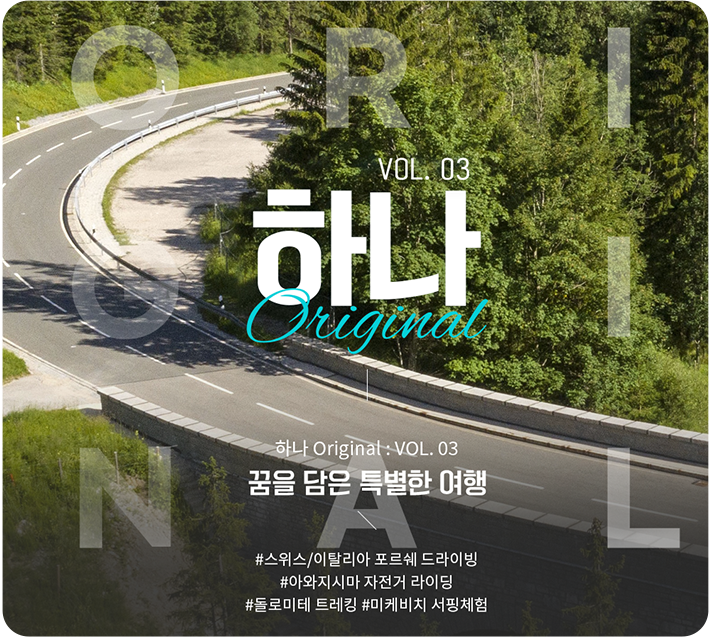 O R I
VOL. 03
하나
G I I
Original
하나 Original : VOL. 03
꿈을 담은 특별한 여행
N A L
#스위스/이탈리아 포르쉐 드라이빙
#아와지시마 자전거 라이딩
#돌로미테 트레킹 #미케비치 서핑체험